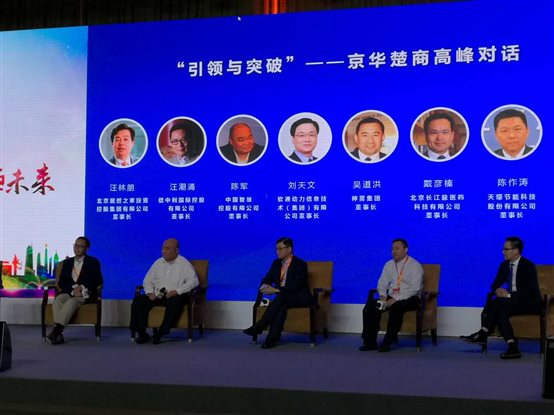 “引领与突破”——京华楚商高峰对话
未来
汪林朋
北京居然之家投资
控股集团有限公司
董事长
汪潮涌
信中利国际控股
有限公司
董事长
陈军
中国智慧
控股有限公司
董事长
刘天文
软通动力信息技
术（集团）有限
公司董事长
吴道洪
神雾集团
董事长
戴彦榛
北京长江脉医药
科技有限公司
董事长
陈作涛
天壕节能科技
股份有限公司
董事长